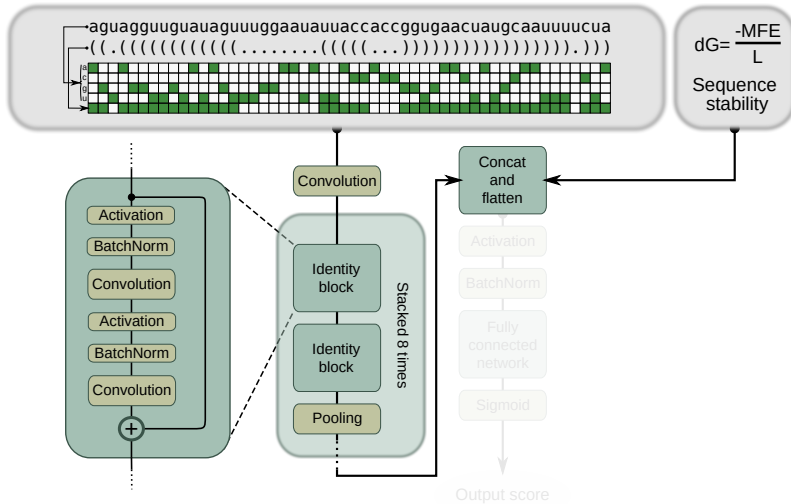 aguagguuguauaguuuggaauauuaccaccggugaacuaugcaauuuucua
a
c
g
u
dG= -MFE
L
Sequence
stability
Convolution
Concat
and
flatten
Activation
BatchNorm
Convolution
Activation
BatchNorm
Convolution
+
Identity
block
Identity
block
Pooling
Stacked 8 times
Activation
BatchNorm
Fully
connected
network
Sigmoid
Output score